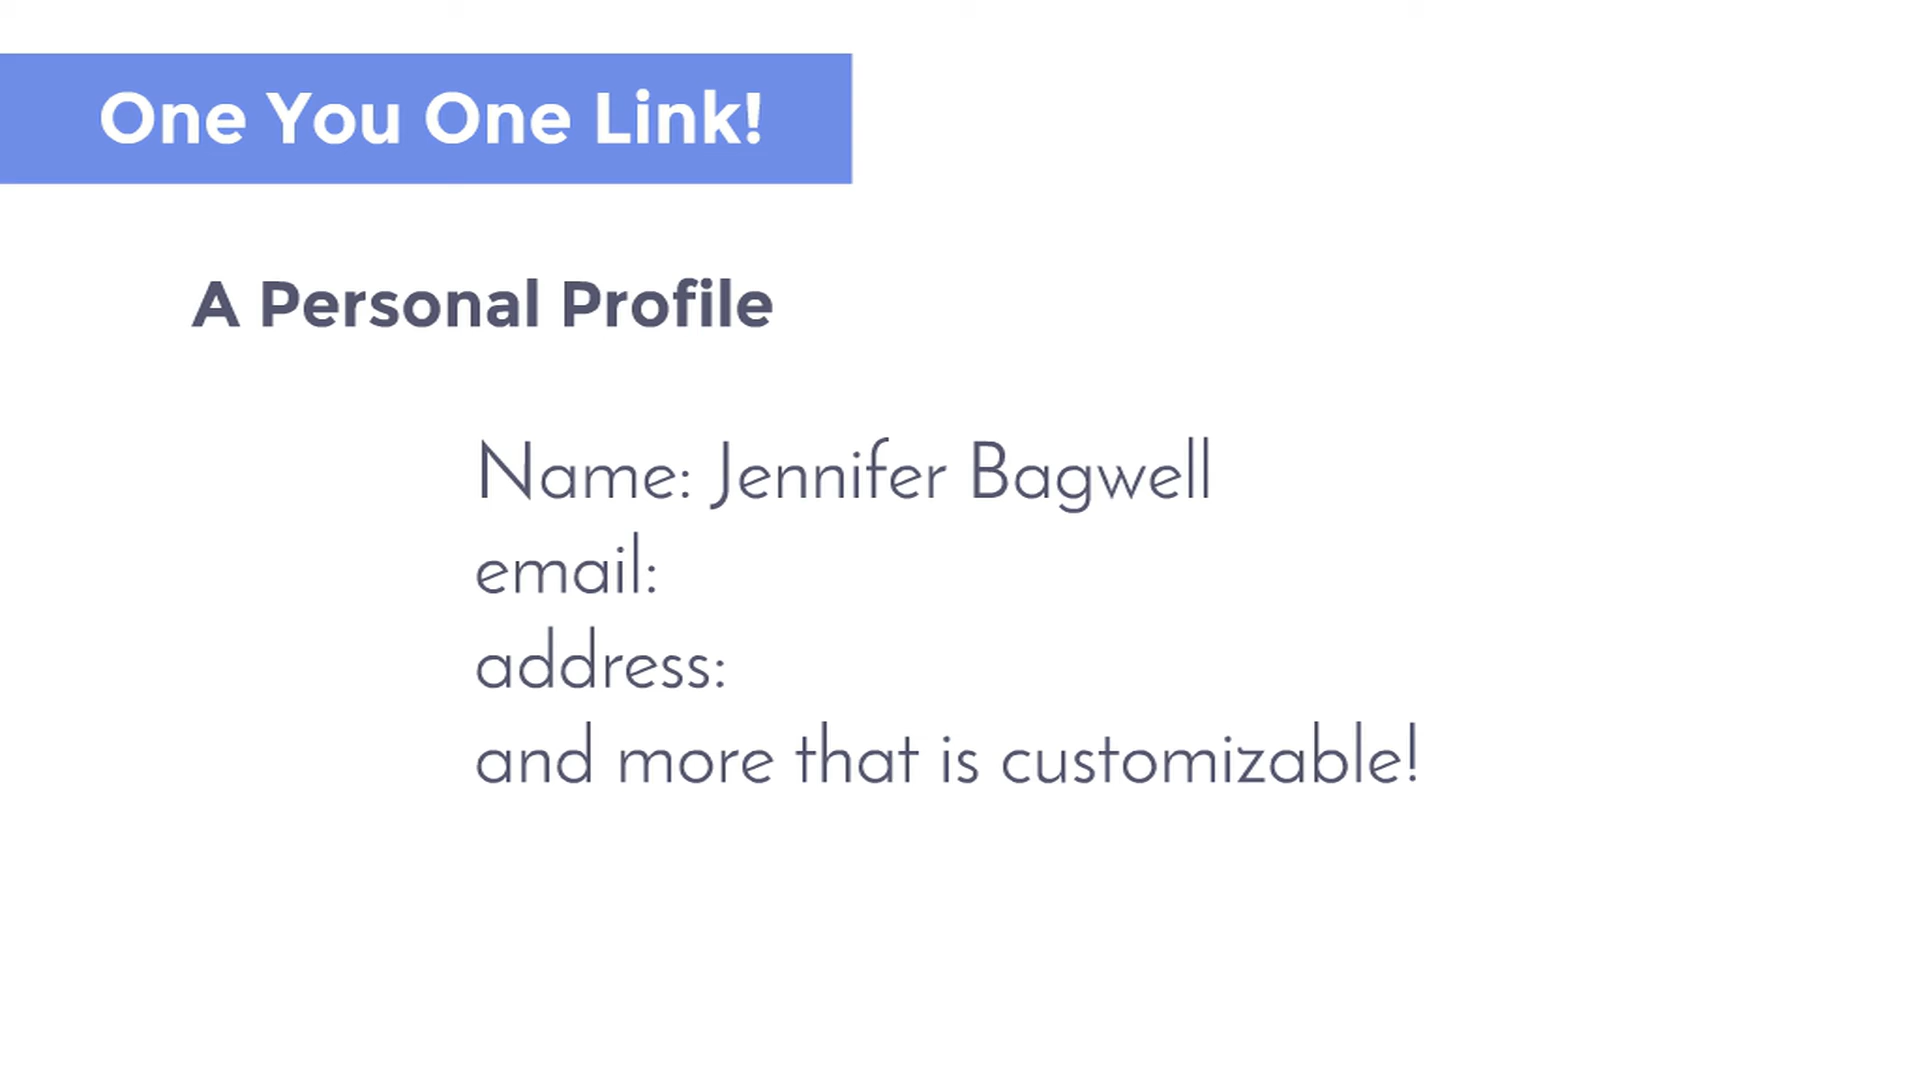 One You One Link!
A Personal Profile
Name: Jennifer Bagwell
email:
address:
and more that is customizable!